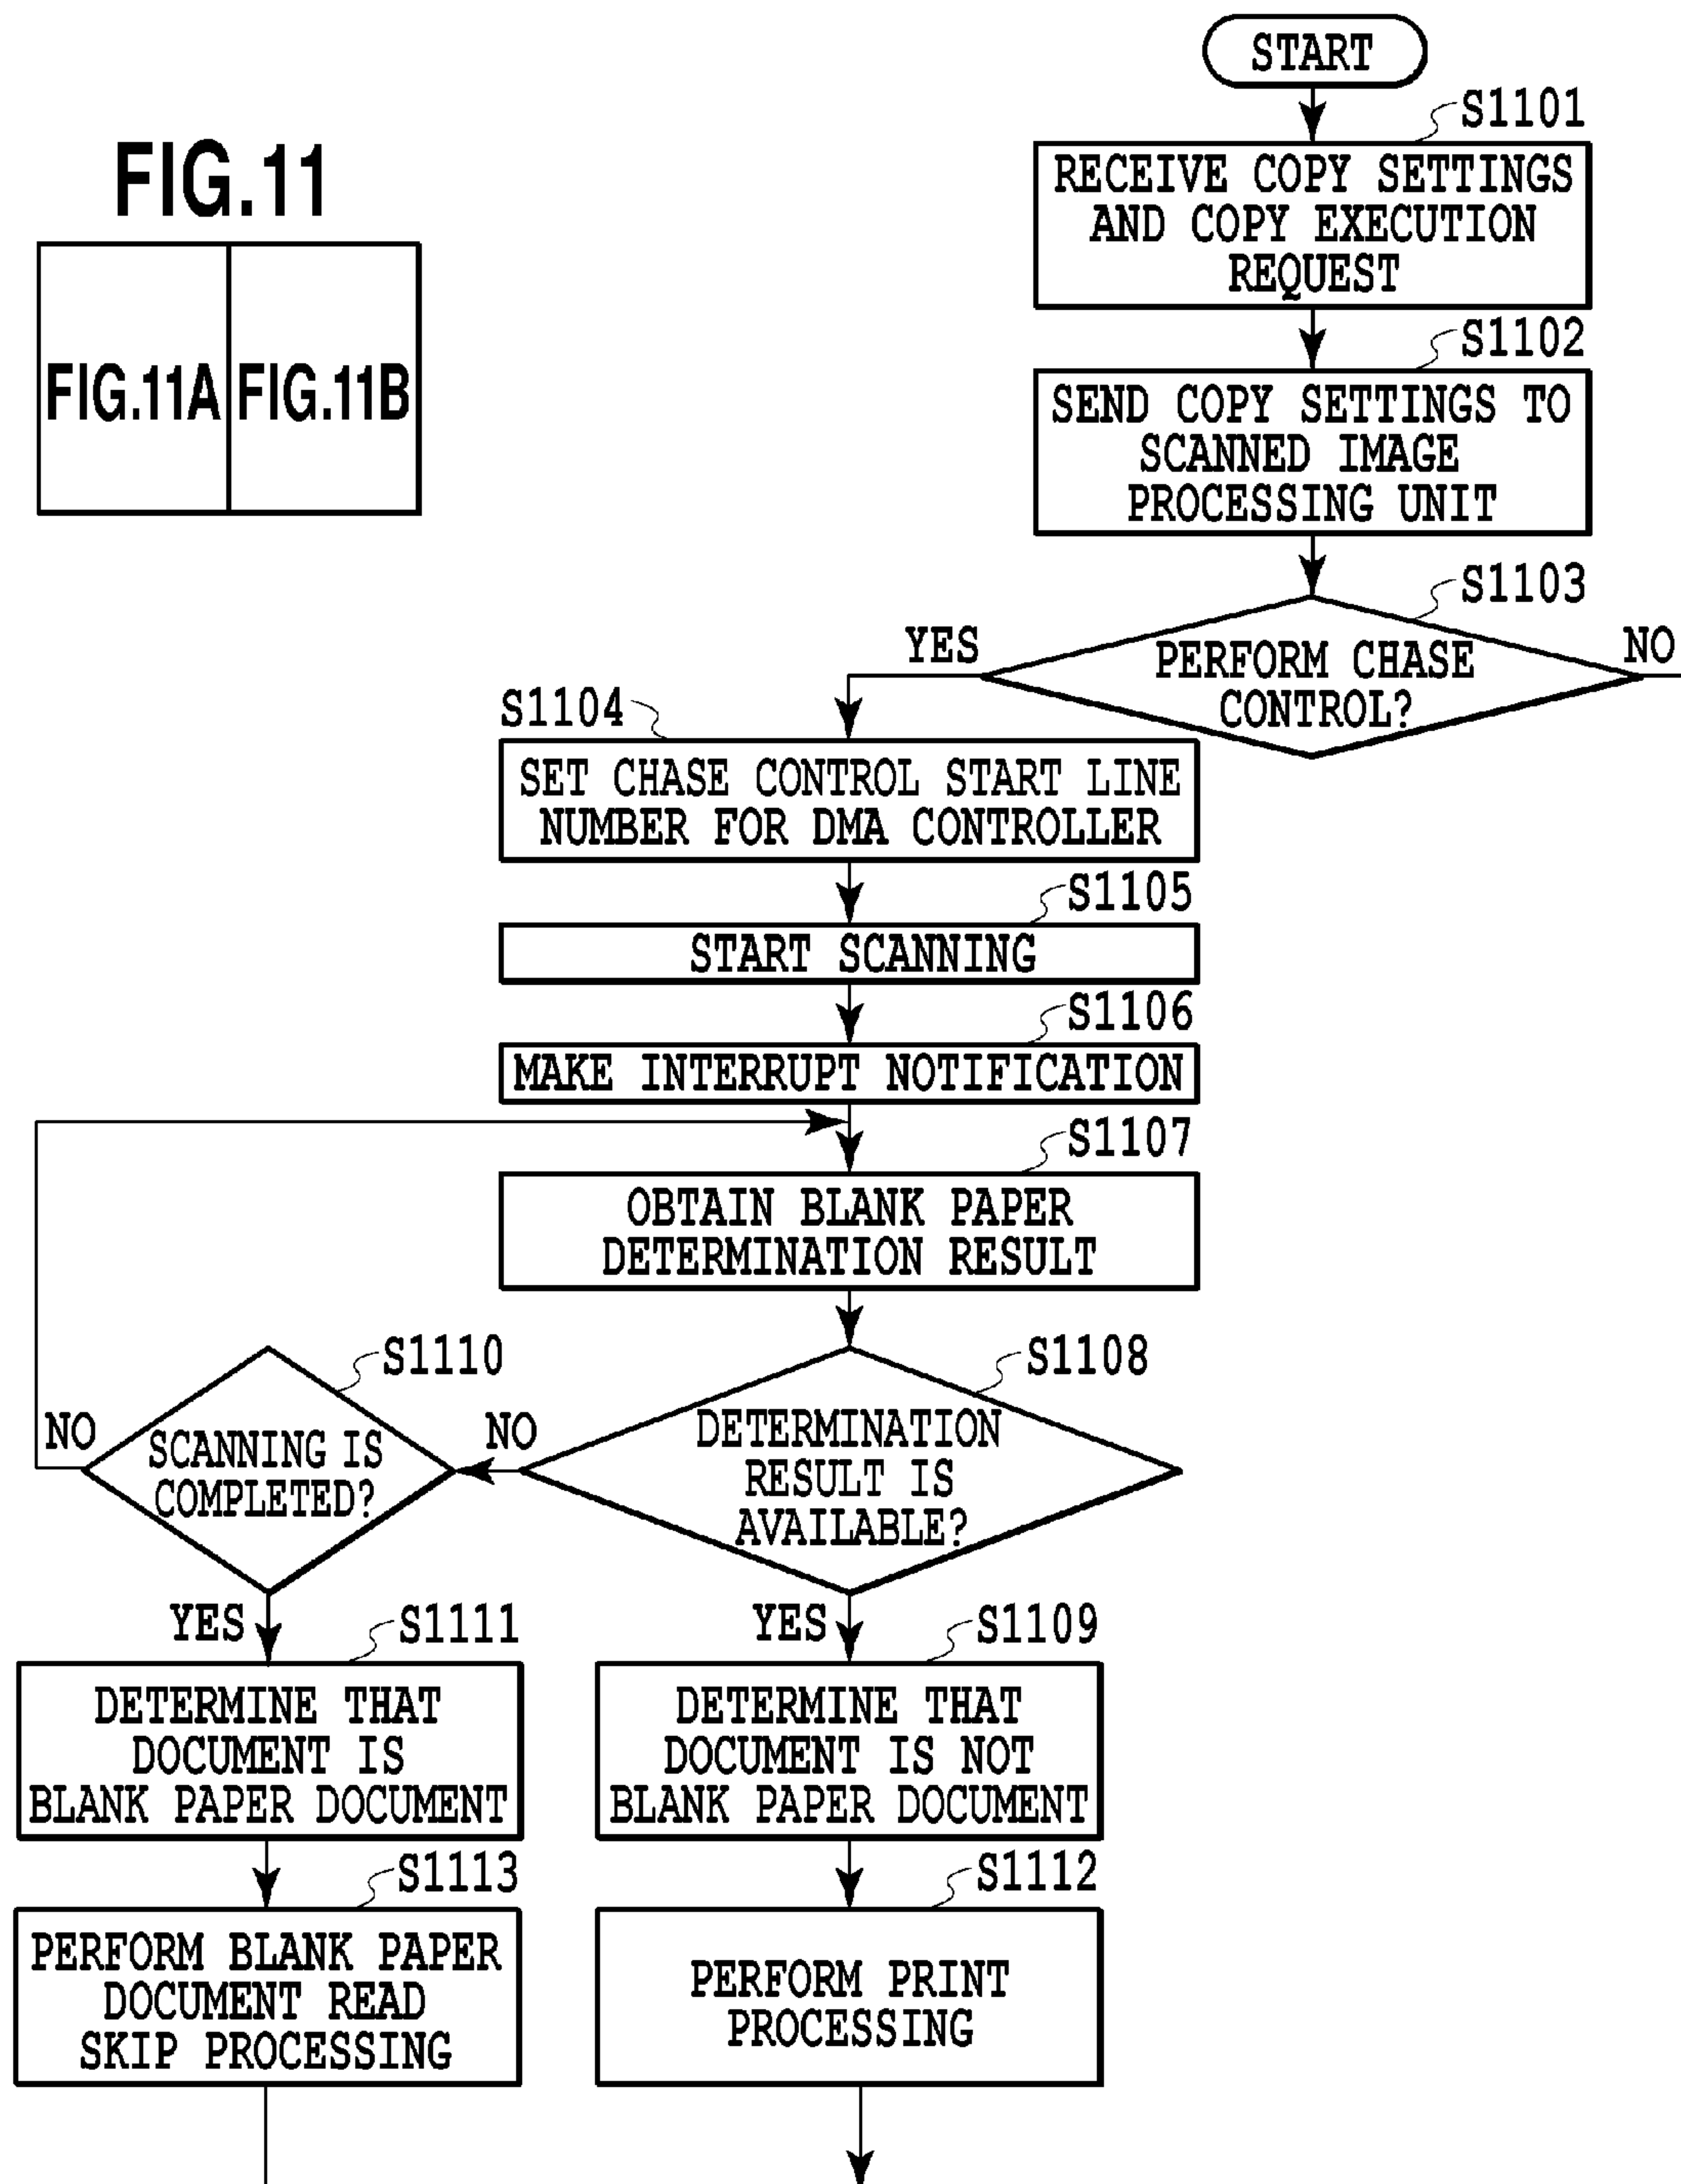 FIG.11
FIG.11A
FIG.11B
START
S1101
RECEIVE COPY SETTINGS
AND COPY EXECUTION
REQUEST
S1102
SEND COPY SETTINGS TO
SCANNED IMAGE
PROCESSING UNIT
S1103
PERFORM CHASE
CONTROL?
YES
NO
S1104
SET CHASE CONTROL START LINE
NUMBER FOR DMA CONTROLLER
S1105
START SCANNING
S1106
MAKE INTERRUPT NOTIFICATION
S1107
OBTAIN BLANK PAPER
DETERMINATION RESULT
S1108
DETERMINATION
RESULT IS
AVAILABLE?
NO
S1110
SCANNING IS
COMPLETED?
NO
YES
S1111
DETERMINE THAT
DOCUMENT IS
BLANK PAPER DOCUMENT
YES
S1109
DETERMINE THAT
DOCUMENT IS NOT
BLANK PAPER DOCUMENT
S1113
PERFORM BLANK PAPER
DOCUMENT READ
SKIP PROCESSING
S1112
PERFORM PRINT
PROCESSING